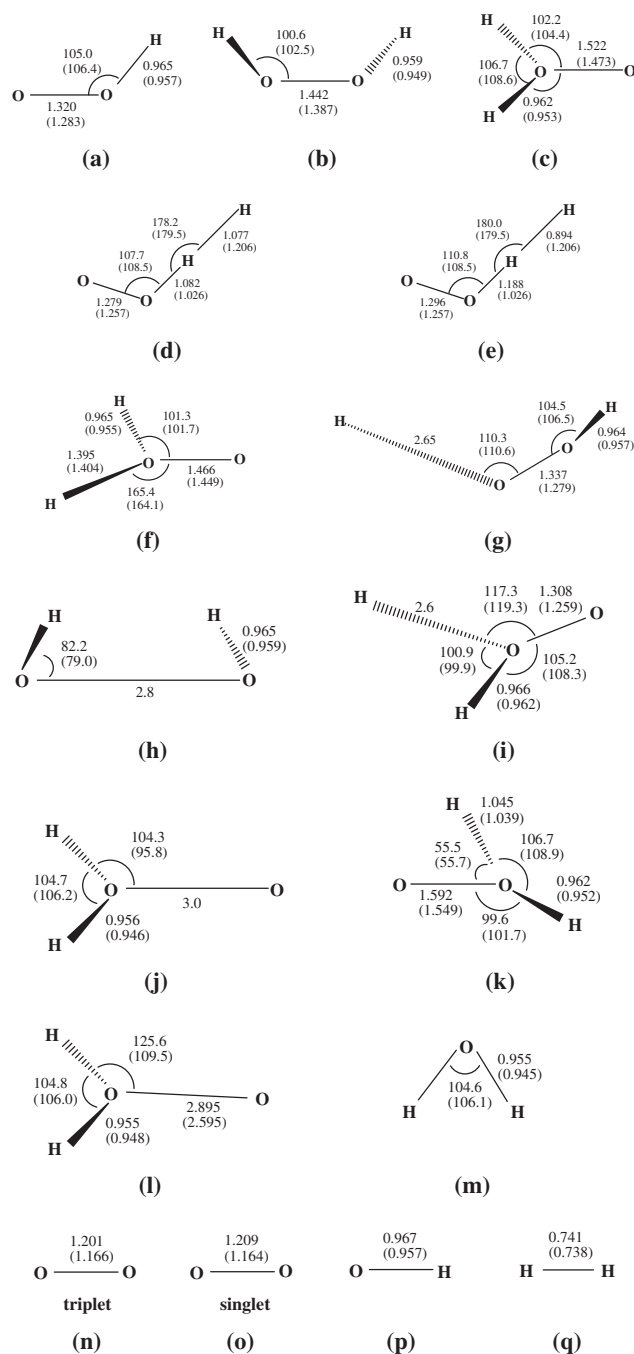 H
105.0
(106.4)
0.965
(0.957)
O O
1.320
(1.283)
(a)
H 100.6
(102.5)
H
0.959
(0.949)
O O
1.442
(1.387)
(b)
H 102.2
(104.4)
1.522
(1.473)
106.7
(108.6)
O O
H 0.962
(0.953)
(c)
H
178.2
(179.5)
1.077
(1.206)
107.7
(108.5)
H
O
1.082
(1.026)
O
1.279
(1.257)
(d)
H
180.0
(179.5)
0.894
(1.206)
110.8
(108.5)
H
O
1.188
(1.026)
O
1.296
(1.257)
(e)
H
0.965
(0.955)
101.3
(101.7)
1.395
(1.404)
O O
1.466
(1.449)
H 165.4
(164.1)
(f)
H 2.65
104.5
(106.5)
H
0.964
(0.957)
110.3
(110.6)
O
O
1.337
(1.279)
(g)
H H
0.965
(0.959)
82.2
(79.0)
O O
2.8
(h)
H 2.6
117.3
(119.3)
1.308
(1.259)
O
100.9
(99.9)
O
105.2
(108.3)
H 0.966
(0.962)
(i)
H
104.3
(95.8)
104.7
(106.2)
O O
3.0
0.956
(0.946)
H
(j)
H 1.045
(1.039)
55.5
(55.7)
106.7
(108.9)
O O
0.962
(0.952)
1.592
(1.549)
99.6
(101.7)
H
(k)
H
125.6
(109.5)
104.8
(106.0)
O O
2.895
(2.595)
0.955
(0.948)
H
(l)
O
0.955
(0.945)
104.6
(106.1)
H H
(m)
1.201
(1.166)
O O
triplet
(n)
1.209
(1.164)
O O
singlet
(o)
0.967
(0.957)
O H
(p)
0.741
(0.738)
H H
(q)